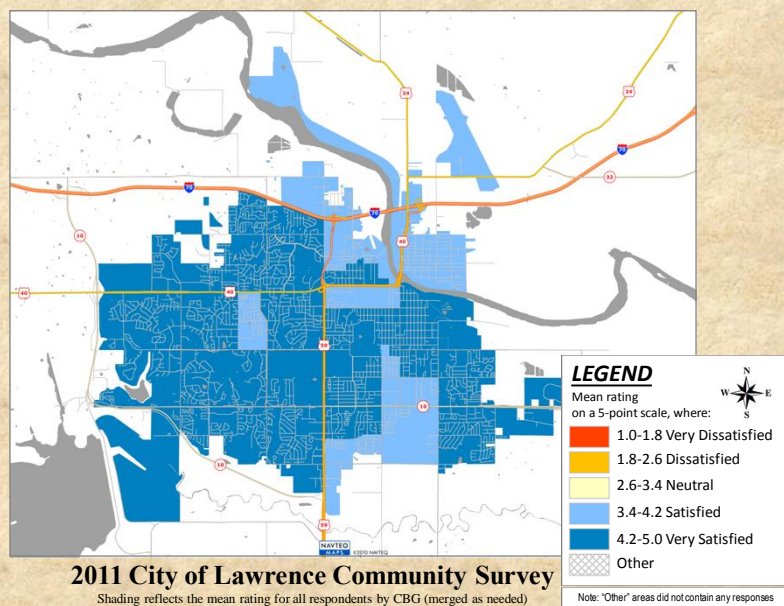 24
24
70
32
70
70
10
40
40
40
59
10
10
59
NAVTEQ
MAPS ©2010 NAVTEQ
LEGEND
Mean rating
on a 5-point scale, where:
N
W E
S
1.0-1.8 Very Dissatisfied
1.8-2.6 Dissatisfied
2.6-3.4 Neutral
3.4-4.2 Satisfied
4.2-5.0 Very Satisfied
Other
2011 City of Lawrence Community Survey
Shading reflects the mean rating for all respondents by CBG (merged as needed)
Note: "Other" areas did not contain any responses